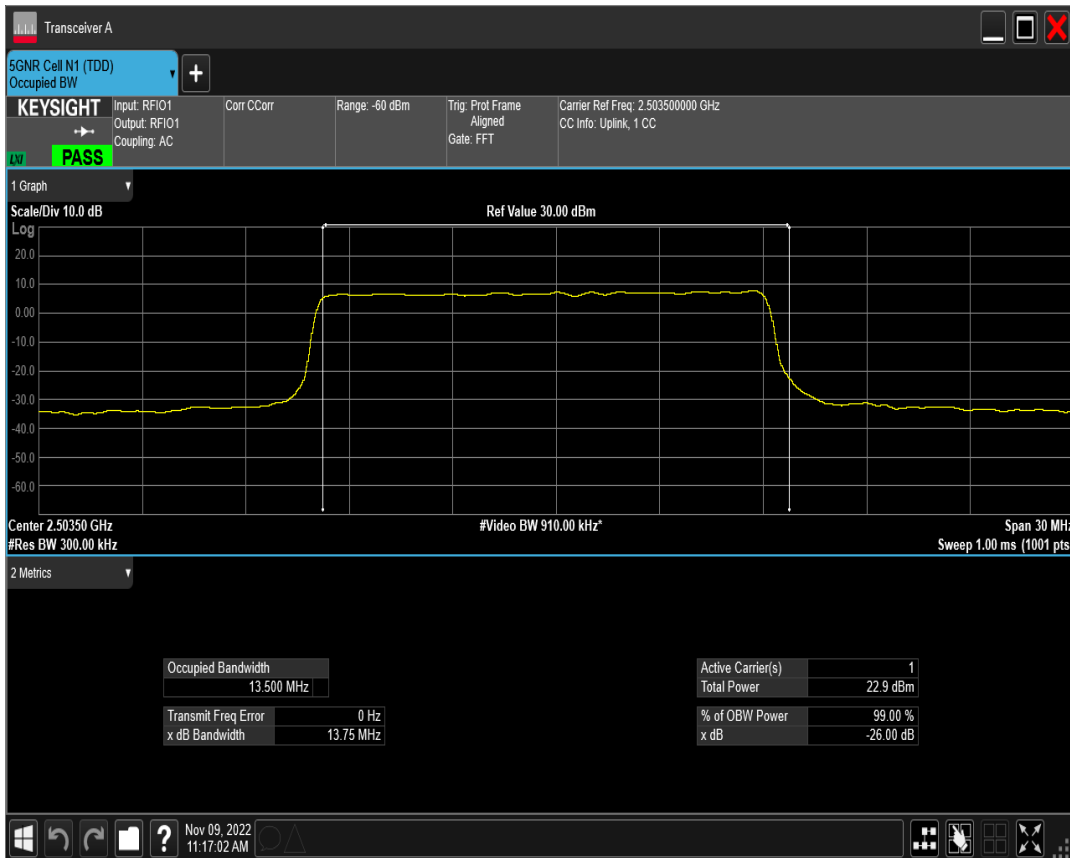 Transceiver A
5GNR Cell N1 (TDD)
Occupied BW
+
KEYSIGHT
LXI
PASS
Input: RFIO1
Output: RFIO1
Coupling: AC
Corr CCorr
Range: -60 dBm
Trig: Prot Frame
Aligned
Gate: FFT
Carrier Ref Freq: 2.503500000 GHz
CC Info: Uplink, 1 CC
1 Graph
Scale/Div 10.0 dB
Ref Value 30.00 dBm
Log
20.0
10.0
0.00
-10.0
-20.0
-30.0
-40.0
-50.0
-60.0
Center 2.50350 GHz
#Video BW 910.00 kHz*
Span 30 MHz
#Res BW 300.00 kHz
Sweep 1.00 ms (1001 pts
2 Metrics
Occupied Bandwidth
13.500 MHz
Transmit Freq Error 0 Hz
x dB Bandwidth 13.75 MHz
Active Carrier(s) 1
Total Power 22.9 dBm
% of OBW Power 99.00 %
x dB -26.00 dB
?
Nov 09, 2022
11:17:02 AM